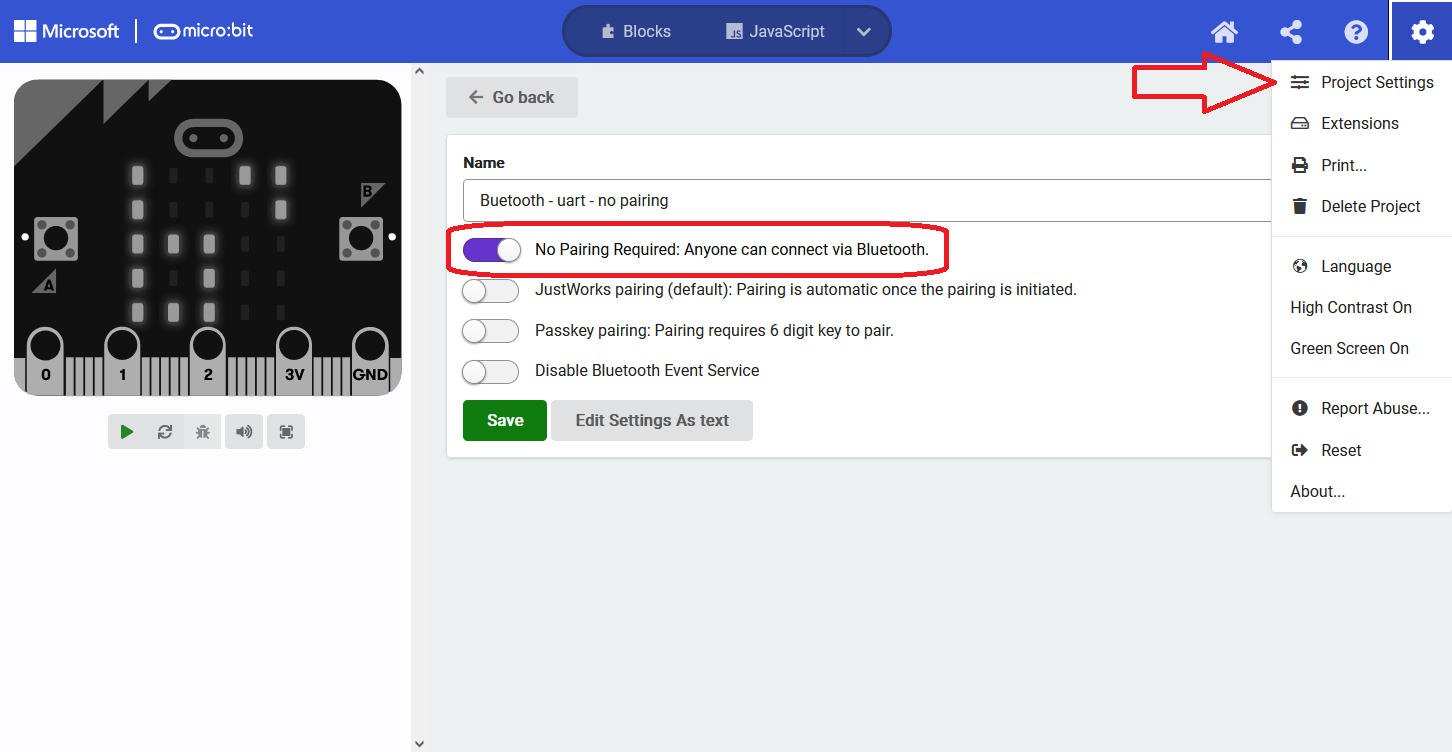 Microsoft
micro:bit
Blocks
JS JavaScript
?
Go back
Name
Buetooth - uart - no pairing
No Pairing Required: Anyone can connect via Bluetooth.
JustWorks pairing (default): Pairing is automatic once the pairing is initiated.
Passkey pairing: Pairing requires 6 digit key to pair.
Disable Bluetooth Event Service
Save
Edit Settings As text
Project Settings
Extensions
Print...
Delete Project
Language
High Contrast On
Green Screen On
Report Abuse...
Reset
About...
B
A
0 1 2 3V GND